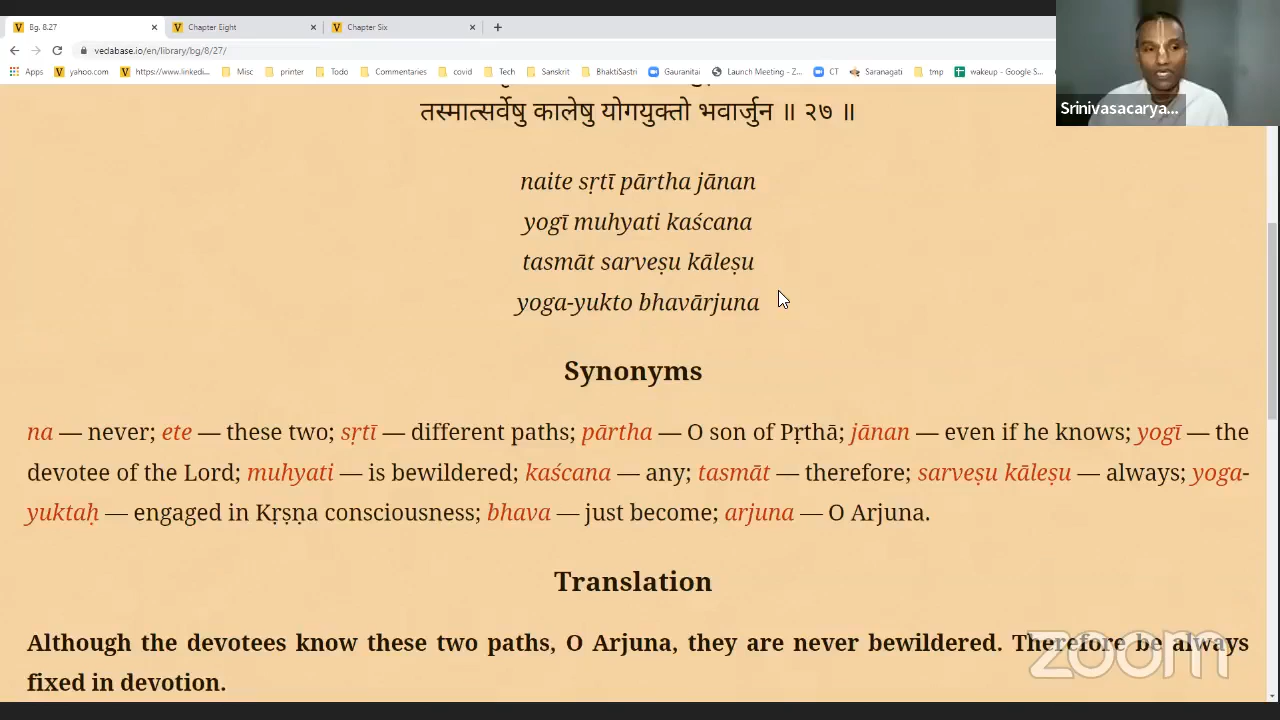 Bg. 8.27
Chapter Eight
Chapter Six
vedabase.io/en/library/bg/8/27/
Apps yahoo.com https://www.linkedi... Misc printer Todo Commentaries covid Tech Sanskrit BhaktiSastri Gauranitai Launch Meeting - Z... CT Saranagati tmp wakeup - Google S...
Srinivasacarya...
तस्मात्सर्वेषु कालेषु योगयुक्तो भवार्जुन ॥ २७ ॥
naite sṛtī pārtha jānan
yogī muhyati kaścana
tasmāt sarveṣu kāleṣu
yoga-yukto bhavārjuna
Synonyms
na — never; ete — these two; sṛtī — different paths; pārtha — O son of Pṛthā; jānan — even if he knows; yogī — the
devotee of the Lord; muhyati — is bewildered; kaścana — any; tasmāt — therefore; sarveṣu kāleṣu — always; yoga-
yuktaḥ — engaged in Kṛṣṇa consciousness; bhava — just become; arjuna — O Arjuna.
Translation
Although the devotees know these two paths, O Arjuna, they are never bewildered. Therefore be always
fixed in devotion.
zoom